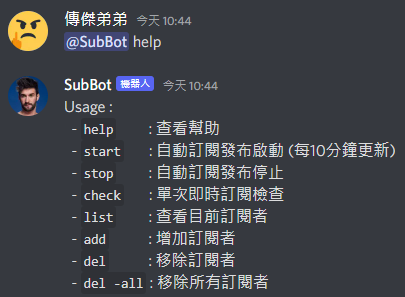 傳傑弟弟 今天 10:44
@SubBot help
SubBot 機器人 今天 10:44
Usage :
- help : 查看幫助
- start : 自動訂閱發布啟動 (每10分鐘更新)
- stop : 自動訂閱發布停止
- check : 單次即時訂閱檢查
- list : 查看目前訂閱者
- add : 增加訂閱者
- del : 移除訂閱者
- del -all : 移除所有訂閱者